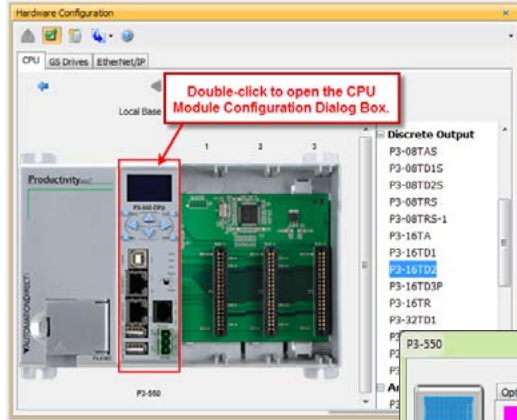 Hardware Configuration
CPU GS Drives EtherNet/IP
Double-click to open the CPU
Module Configuration Dialog Box.
Local Base
1 2 3
Productivity
P3-550 CPU
AUTOMATIONDIRECT
P3-550
Discrete Output
P3-08TAS
P3-08TD1S
P3-08TD2S
P3-08TRS
P3-08TRS-1
P3-16TA
P3-16TD1
P3-16TD2
P3-16TD3P
P3-16TR
P3-32TD1
P3-550